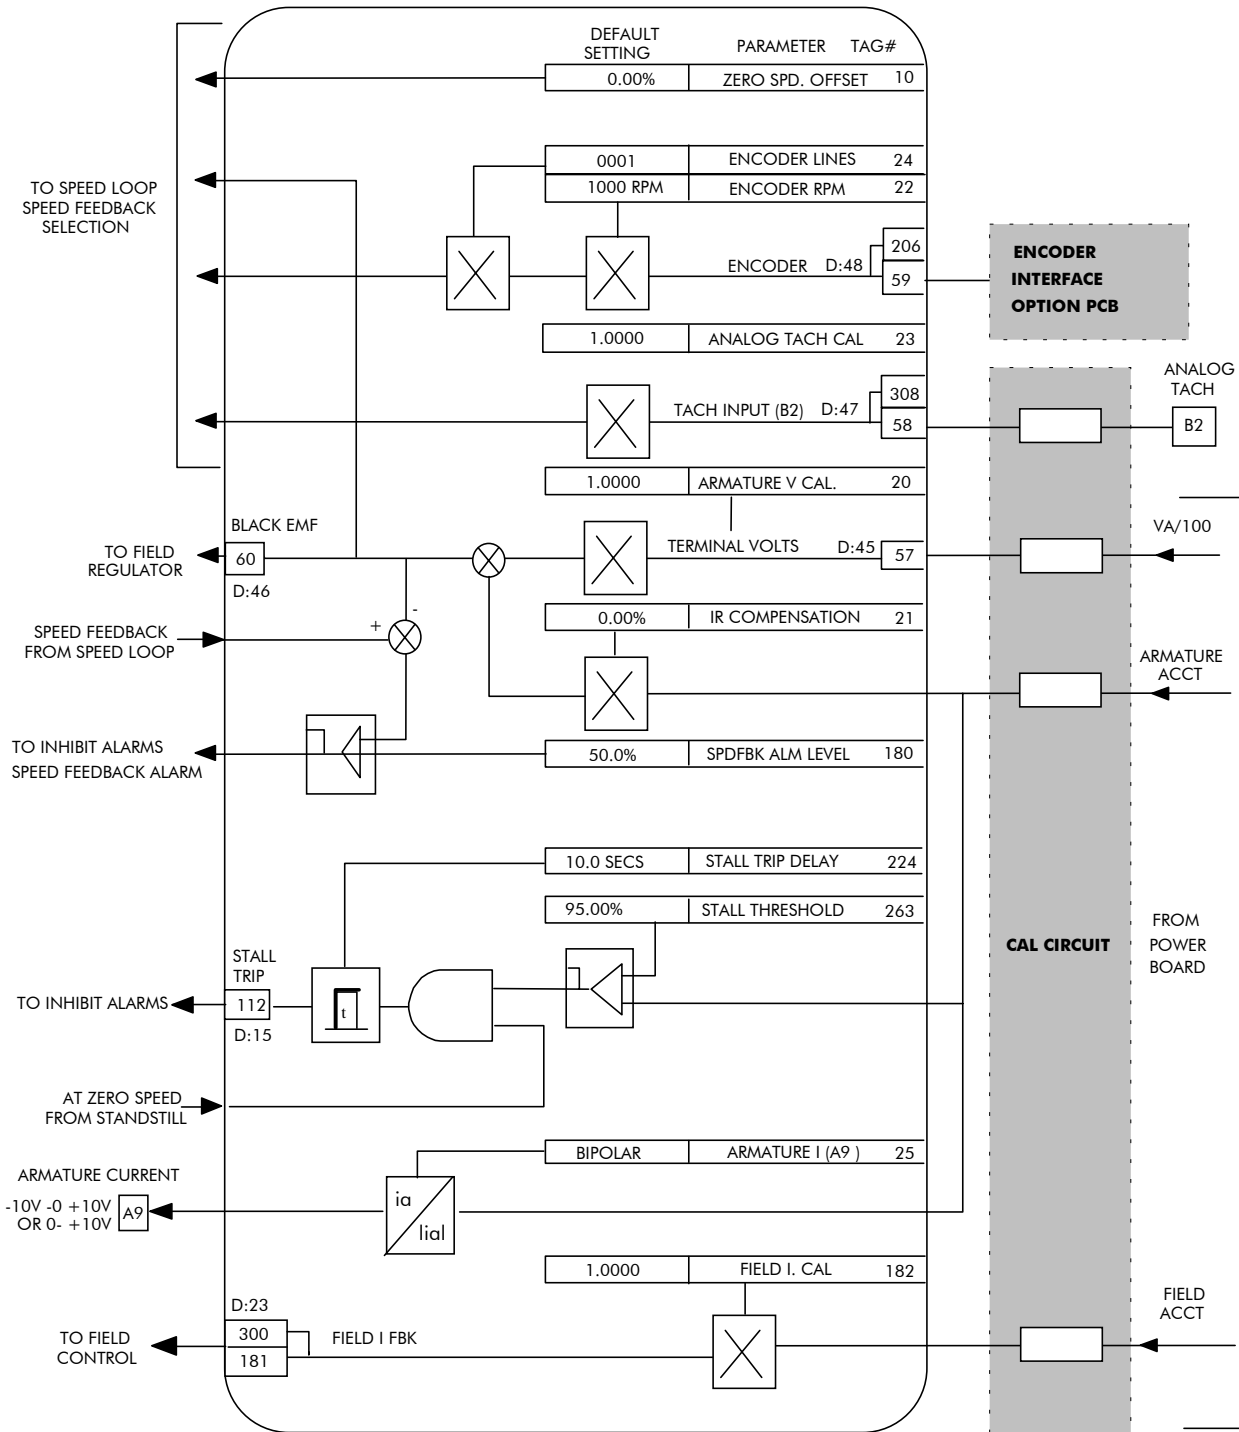 DEFAULT
SETTING
PARAMETER TAG#
0.00% ZERO SPD. OFFSET 10
0001 ENCODER LINES 24
1000 RPM ENCODER RPM 22
TO SPEED LOOP
SPEED FEEDBACK
SELECTION
206
ENCODER D:48
59
ENCODER
INTERFACE
OPTION PCB
1.0000 ANALOG TACH CAL 23
ANALOG
TACH
308
TACH INPUT (B2) D:47
58
B2
1.0000 ARMATURE V CAL. 20
BLACK EMF
VA/100
TO FIELD
REGULATOR
60
TERMINAL VOLTS D:45 57
D:46
0.00% IR COMPENSATION 21
-
+
SPEED FEEDBACK
FROM SPEED LOOP
ARMATURE
ACCT
TO INHIBIT ALARMS
SPEED FEEDBACK ALARM
50.0% SPDFBK ALM LEVEL 180
10.0 SECS STALL TRIP DELAY 224
95.00% STALL THRESHOLD 263
CAL CIRCUIT
FROM
POWER
BOARD
STALL
TRIP
TO INHIBIT ALARMS 112
t
D:15
AT ZERO SPEED
FROM STANDSTILL
BIPOLAR ARMATURE I (A9 ) 25
ARMATURE CURRENT
-10V -0 +10V
OR 0- +10V
A9
ia
lial
1.0000 FIELD I. CAL 182
D:23
FIELD
ACCT
TO FIELD
CONTROL
300
181
FIELD I FBK